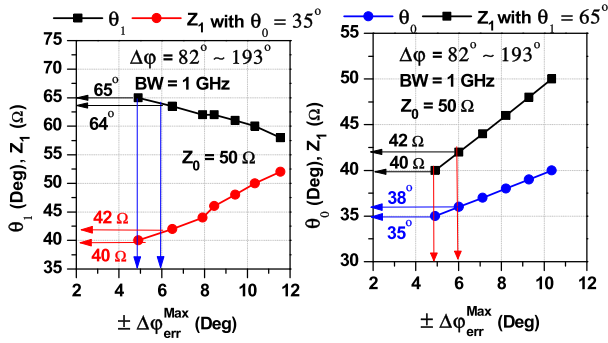 θ1 Z1 with θ0 = 35°
Δφ = 82° ~ 193°
BW = 1 GHz
Z0 = 50 Ω
65°
64°
42 Ω
40 Ω
80
75
70
65
60
55
50
45
40
35
2 4 6 8 10 12
θ1 (Deg), Z1 (Ω)
± Δφerr Max (Deg)
θ0 Z1 with θ1 = 65°
Δφ = 82° ~ 193°
BW = 1 GHz
Z0 = 50 Ω
42 Ω
40 Ω
38°
35°
55
50
45
40
35
30
2 4 6 8 10 12
θ0 (Deg), Z1 (Ω)
± Δφerr Max (Deg)